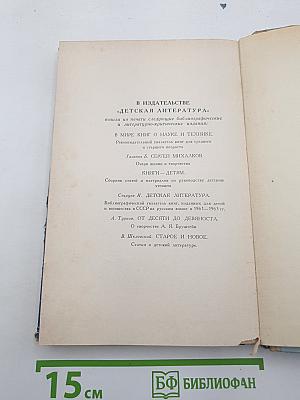 В ИЗДАТЕЛЬСТВЕ
«ДЕТСКАЯ ЛИТЕРАТУРА»
вышли из печати следующие библиографические
и литературно-критические издания:
В МИРЕ КНИГ О НАУКЕ И ТЕХНИКЕ.
Рекомендательный указатель книг для среднего
и старшего возраста
Галанов Б. СЕРГЕЙ МИХАЛКОВ
Очерк жизни и творчества
КНИГИ—ДЕТЯМ.
Сборник статей и материалов по руководству детским
чтением
Старцев И. ДЕТСКАЯ ЛИТЕРАТУРА.
Библиографический указатель книг, изданных для детей
и юношества в СССР на русском языке в 1961—1963 гг.
А. Турков. ОТ ДЕСЯТИ ДО ДЕВЯНОСТА.
О творчестве А. Я. Бруштейн
В. Шкловский. СТАРОЕ И НОВОЕ.
Статьи о детской литературе.
15 см
БФ БИБЛИОФАН